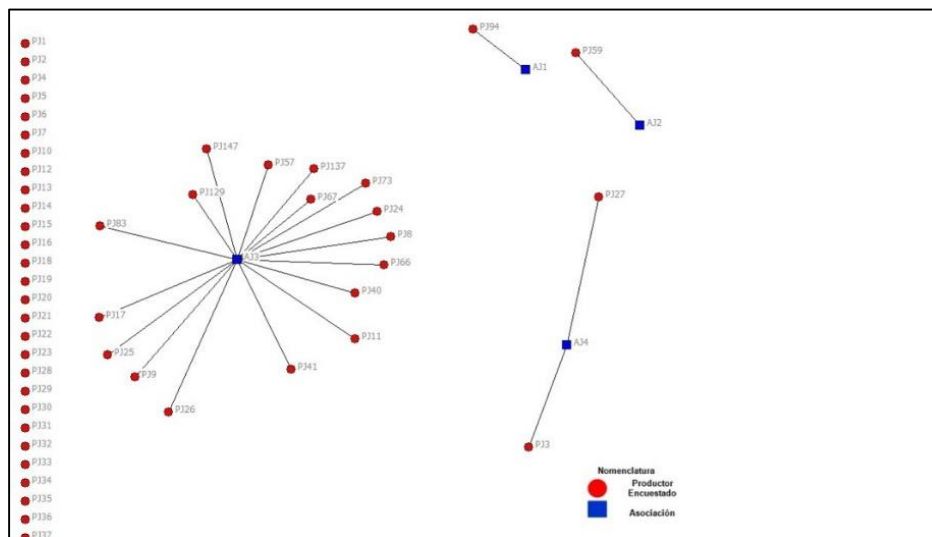 PJ1
PJ2
PJ4
PJ5
PJ6
PJ7
PJ10
PJ12
PJ13
PJ14
PJ15
PJ16
PJ18
PJ19
PJ20
PJ21
PJ22
PJ23
PJ28
PJ29
PJ30
PJ31
PJ32
PJ33
PJ34
PJ35
PJ36
PJ37
PJ147
PJ57
PJ137
PJ129
PJ67
PJ73
PJ24
PJ83
PJ8
AJ3
PJ66
PJ40
PJ17
PJ11
PJ25
PJ9
PJ41
PJ26
PJ94
AJ1
PJ59
AJ2
PJ27
AJ4
PJ3
Nomenclatura
Productor
Encuestado
Asociación